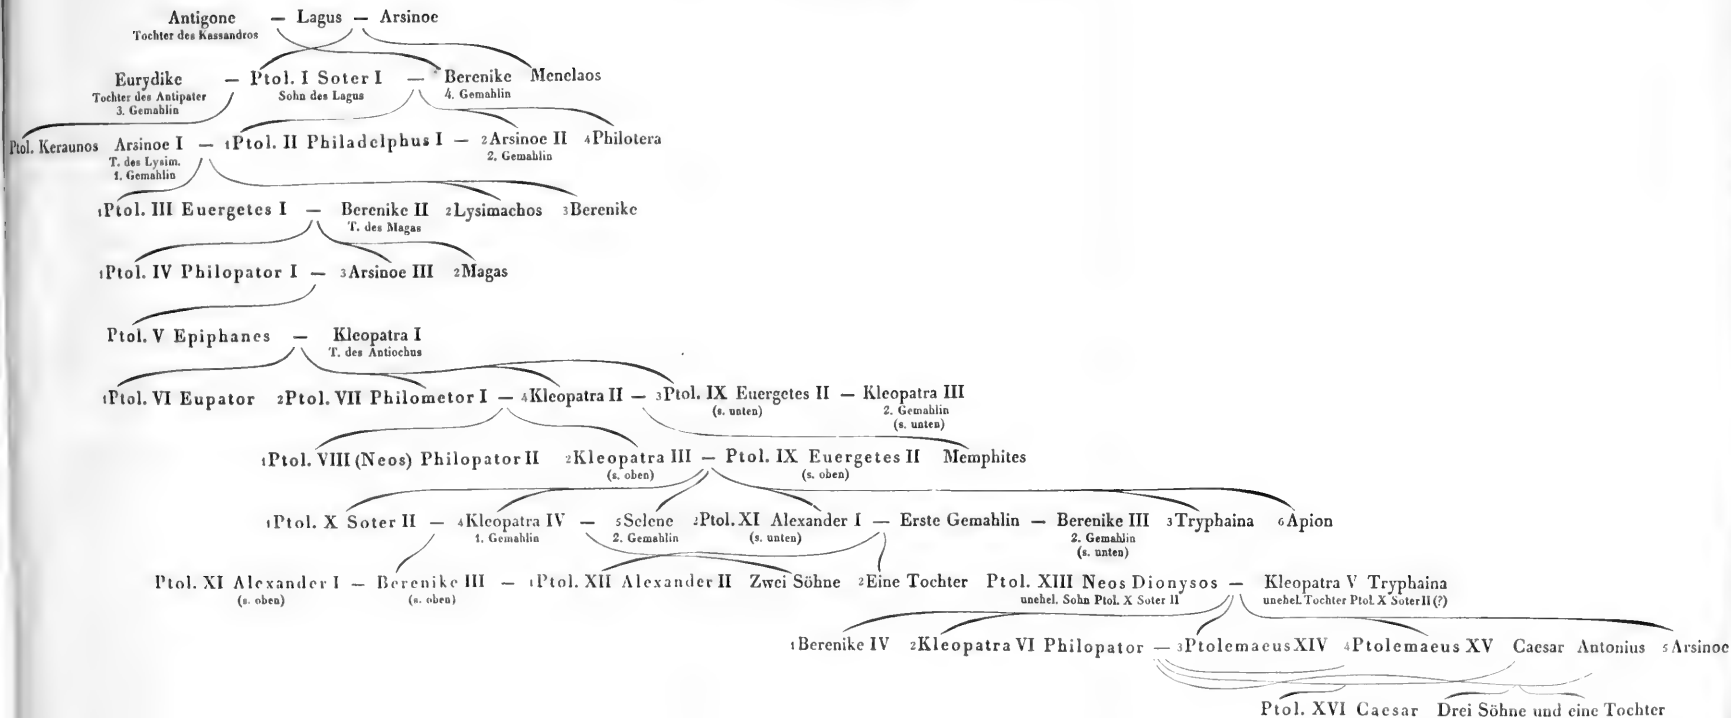 Antigone — Lagus — Arsinoe
Tochter des Kassandros
Eurydike — Ptol. I Soter I — Berenike Menelaos
Tochter des Antipater Sohn des Lagus 4. Gemahlin
3. Gemahlin
Ptol. Keraunos Arsinoe I — 1Ptol. II Philadelphus I — 2Arsinoe II 4Philotera
T. des Lysim. 2. Gemahlin
1. Gemahlin
1Ptol. III Euergetes I — Berenike II 2Lysimachos 3Berenike
T. des Magas
1Ptol. IV Philopator I — 3Arsinoe III 2Magas
Ptol. V Epiphanes — Kleopatra I
T. des Antiochus
1Ptol. VI Eupator 2Ptol. VII Philometor I — 4Kleopatra II — 3Ptol. IX Euergetes II — Kleopatra III
(s. unten) 2. Gemahlin
(s. unten)
1Ptol. VIII (Neos) Philopator II 2Kleopatra III — Ptol. IX Euergetes II Memphites
(s. oben) (s. oben)
1Ptol. X Soter II — 4Kleopatra IV — 5Selene 2Ptol. XI Alexander I — Erste Gemahlin — Berenike III 3Tryphaina 6Apion
1. Gemahlin 2. Gemahlin (s. unten) 2. Gemahlin
(s. unten)
Ptol. XI Alexander I — Berenike III — 1Ptol. XII Alexander II Zwei Söhne 2Eine Tochter Ptol. XIII Neos Dionysos — Kleopatra V Tryphaina
(s. oben) (s. oben) unehel. Sohn Ptol. X Soter II unehel. Tochter Ptol. X Soter II (?)
1Berenike IV 2Kleopatra VI Philopator — 3Ptolemaeus XIV 4Ptolemaeus XV Caesar Antonius 5Arsinoe
Ptol. XVI Caesar Drei Söhne und eine Tochter